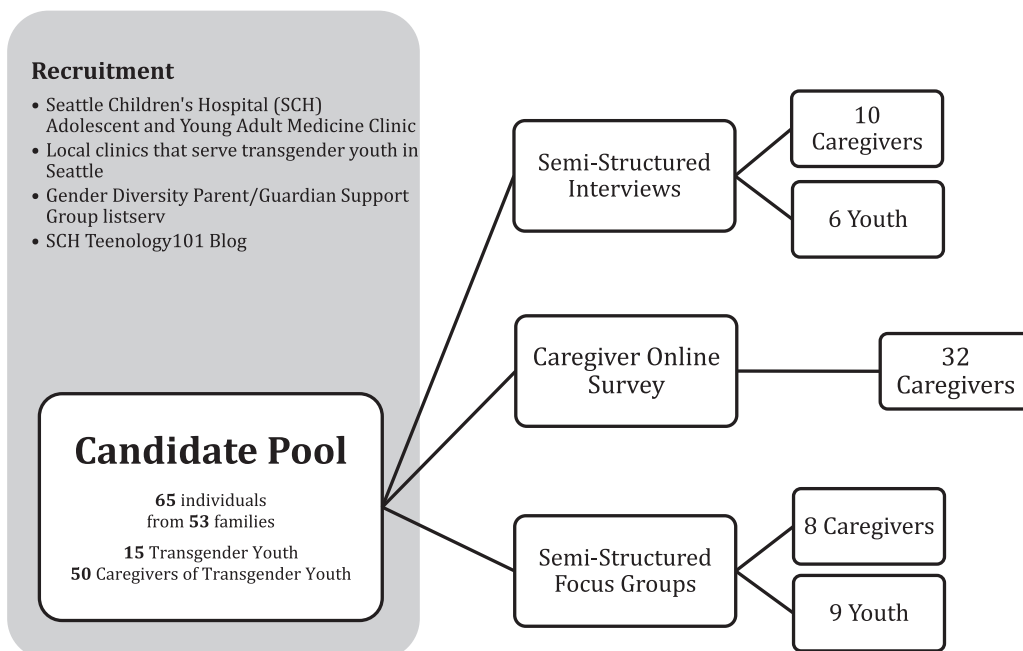 Recruitment
• Seattle Children's Hospital (SCH)
Adolescent and Young Adult Medicine Clinic
• Local clinics that serve transgender youth in
Seattle
• Gender Diversity Parent/Guardian Support
Group listserv
• SCH Teenology101 Blog
Candidate Pool
65 individuals
from 53 families
15 Transgender Youth
50 Caregivers of Transgender Youth
Semi-Structured
Interviews
10
Caregivers
6 Youth
Caregiver Online
Survey
32
Caregivers
Semi-Structured
Focus Groups
8 Caregivers
9 Youth